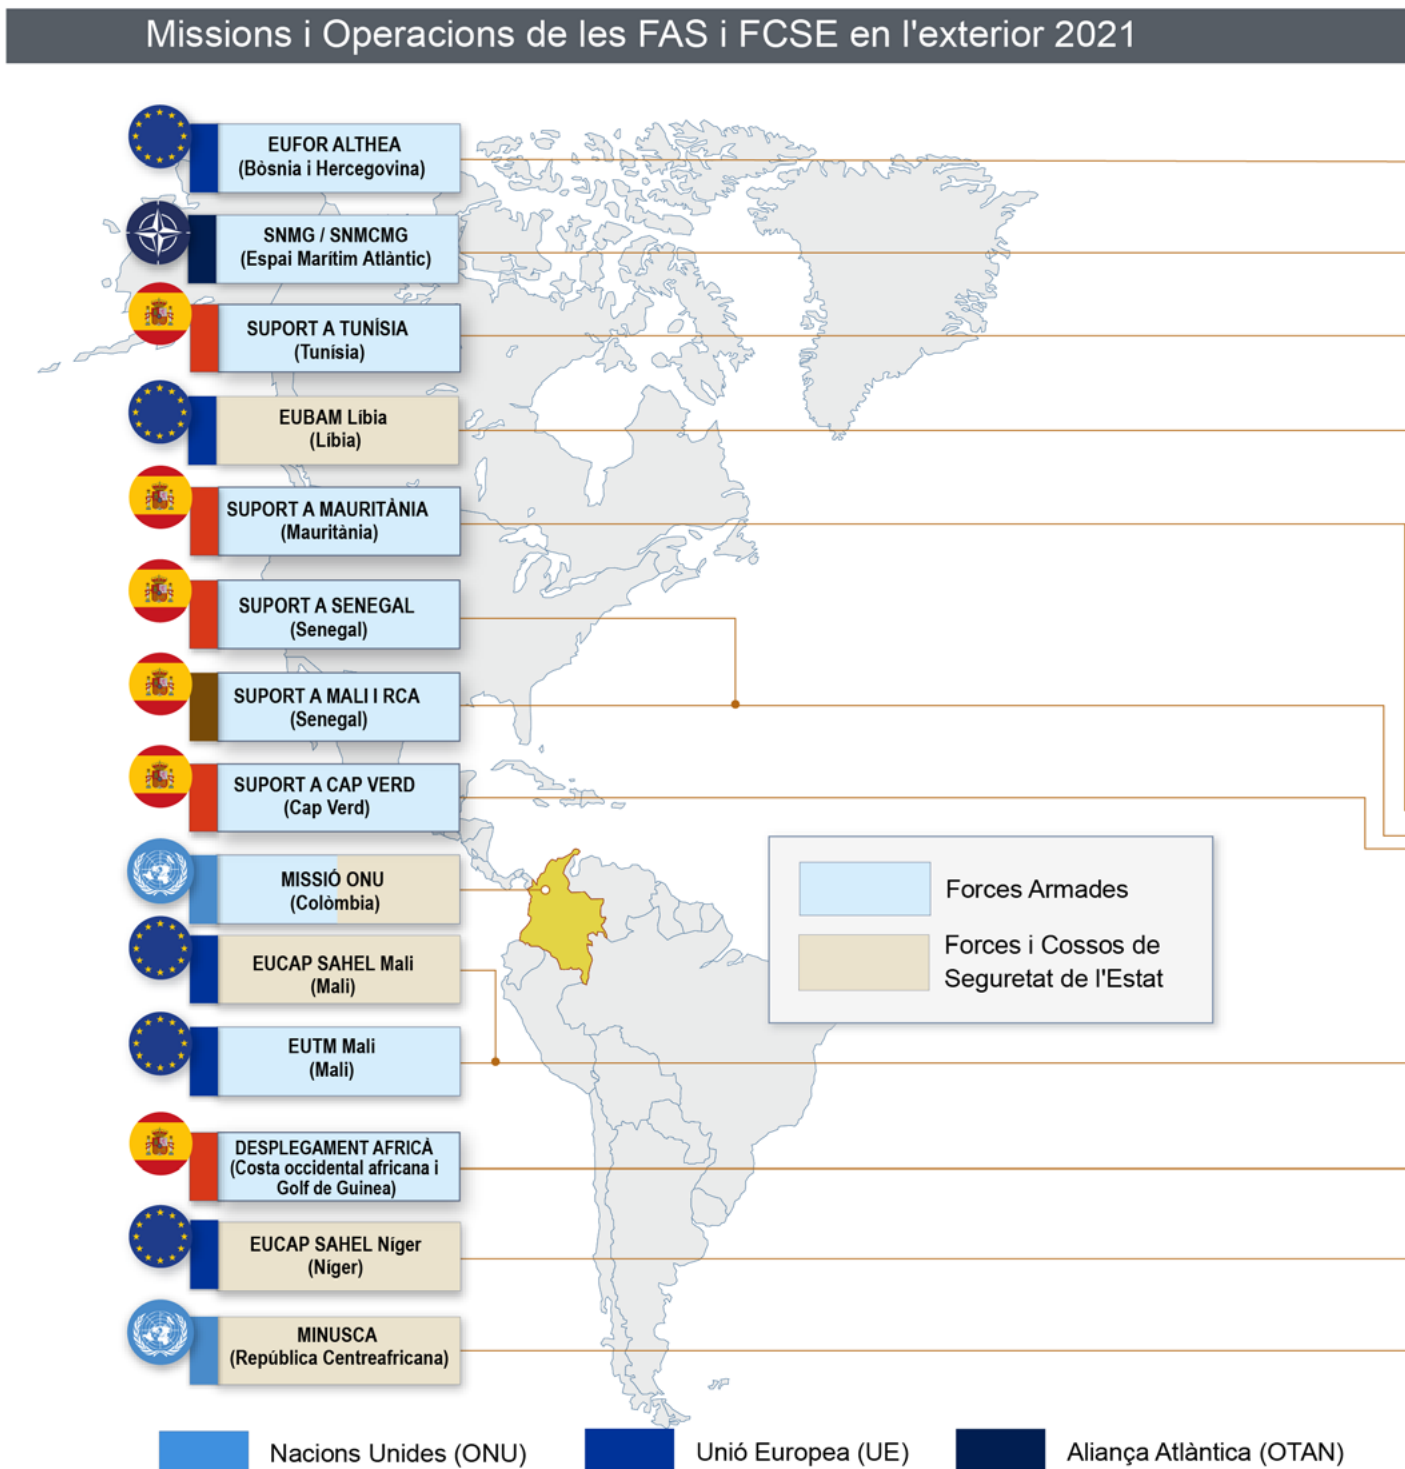 Missions i Operacions de les FAS i FCSE en l'exterior 2021
EUFOR ALTHEA
(Bòsnia i Hercegovina)
SNMG / SNMCMG
(Espai Marítim Atlàntic)
SUPORT A TUNÍSIA
(Tunísia)
EUBAM Líbia
(Líbia)
SUPORT A MAURITÀNIA
(Mauritània)
SUPORT A SENEGAL
(Senegal)
SUPORT A MALI I RCA
(Senegal)
SUPORT A CAP VERD
(Cap Verd)
MISSIÓ ONU
(Colòmbia)
EUCAP SAHEL Mali
(Mali)
EUTM Mali
(Mali)
DESPLEGAMENT AFRICÀ
(Costa occidental africana i
Golf de Guinea)
EUCAP SAHEL Níger
(Níger)
MINUSCA
(República Centreafricana)
Forces Armades
Forces i Cossos de
Seguretat de l'Estat
Nacions Unides (ONU)
Unió Europea (UE)
Aliança Atlàntica (OTAN)